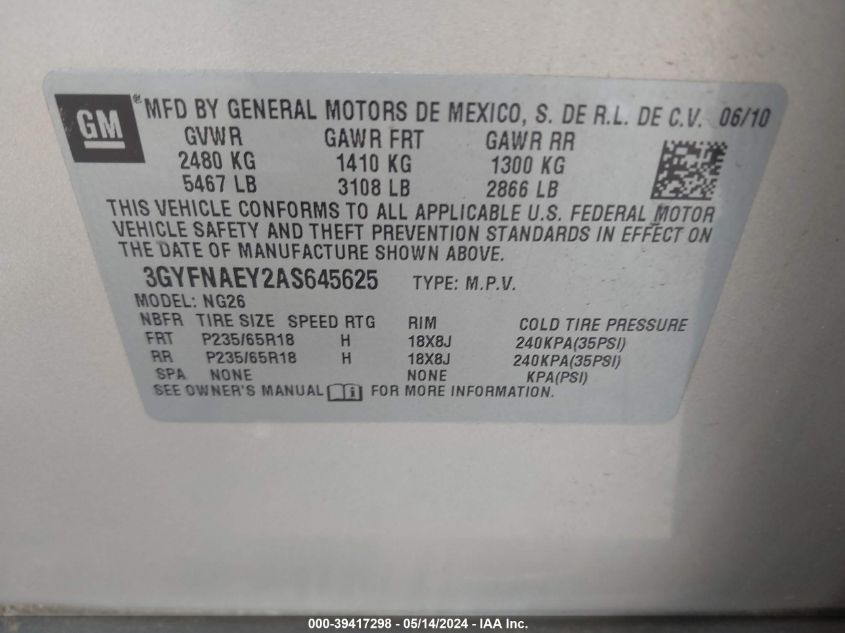 GM ® MFD BY GENERAL MOTORS DE MEXICO, S. DE R.L. DE C.V. 06/10
GVWR GAWR FRT GAWR RR
2480 KG 1410 KG 1300 KG
5467 LB 3108 LB 2866 LB
THIS VEHICLE CONFORMS TO ALL APPLICABLE U.S. FEDERAL MOTOR
VEHICLE SAFETY AND THEFT PREVENTION STANDARDS IN EFFECT ON
THE DATE OF MANUFACTURE SHOWN ABOVE.
3GYFNAEY2AS645625 TYPE: M.P.V.
MODEL: NG26
NBFR TIRE SIZE SPEED RTG RIM COLD TIRE PRESSURE
FRT P235/65R18 H 18X8J 240KPA(35PSI)
RR P235/65R18 H 18X8J 240KPA(35PSI)
SPA NONE NONE KPA(PSI)
SEE OWNER'S MANUAL FOR MORE INFORMATION.
000-39417298 - 05/14/2024 - IAA Inc.